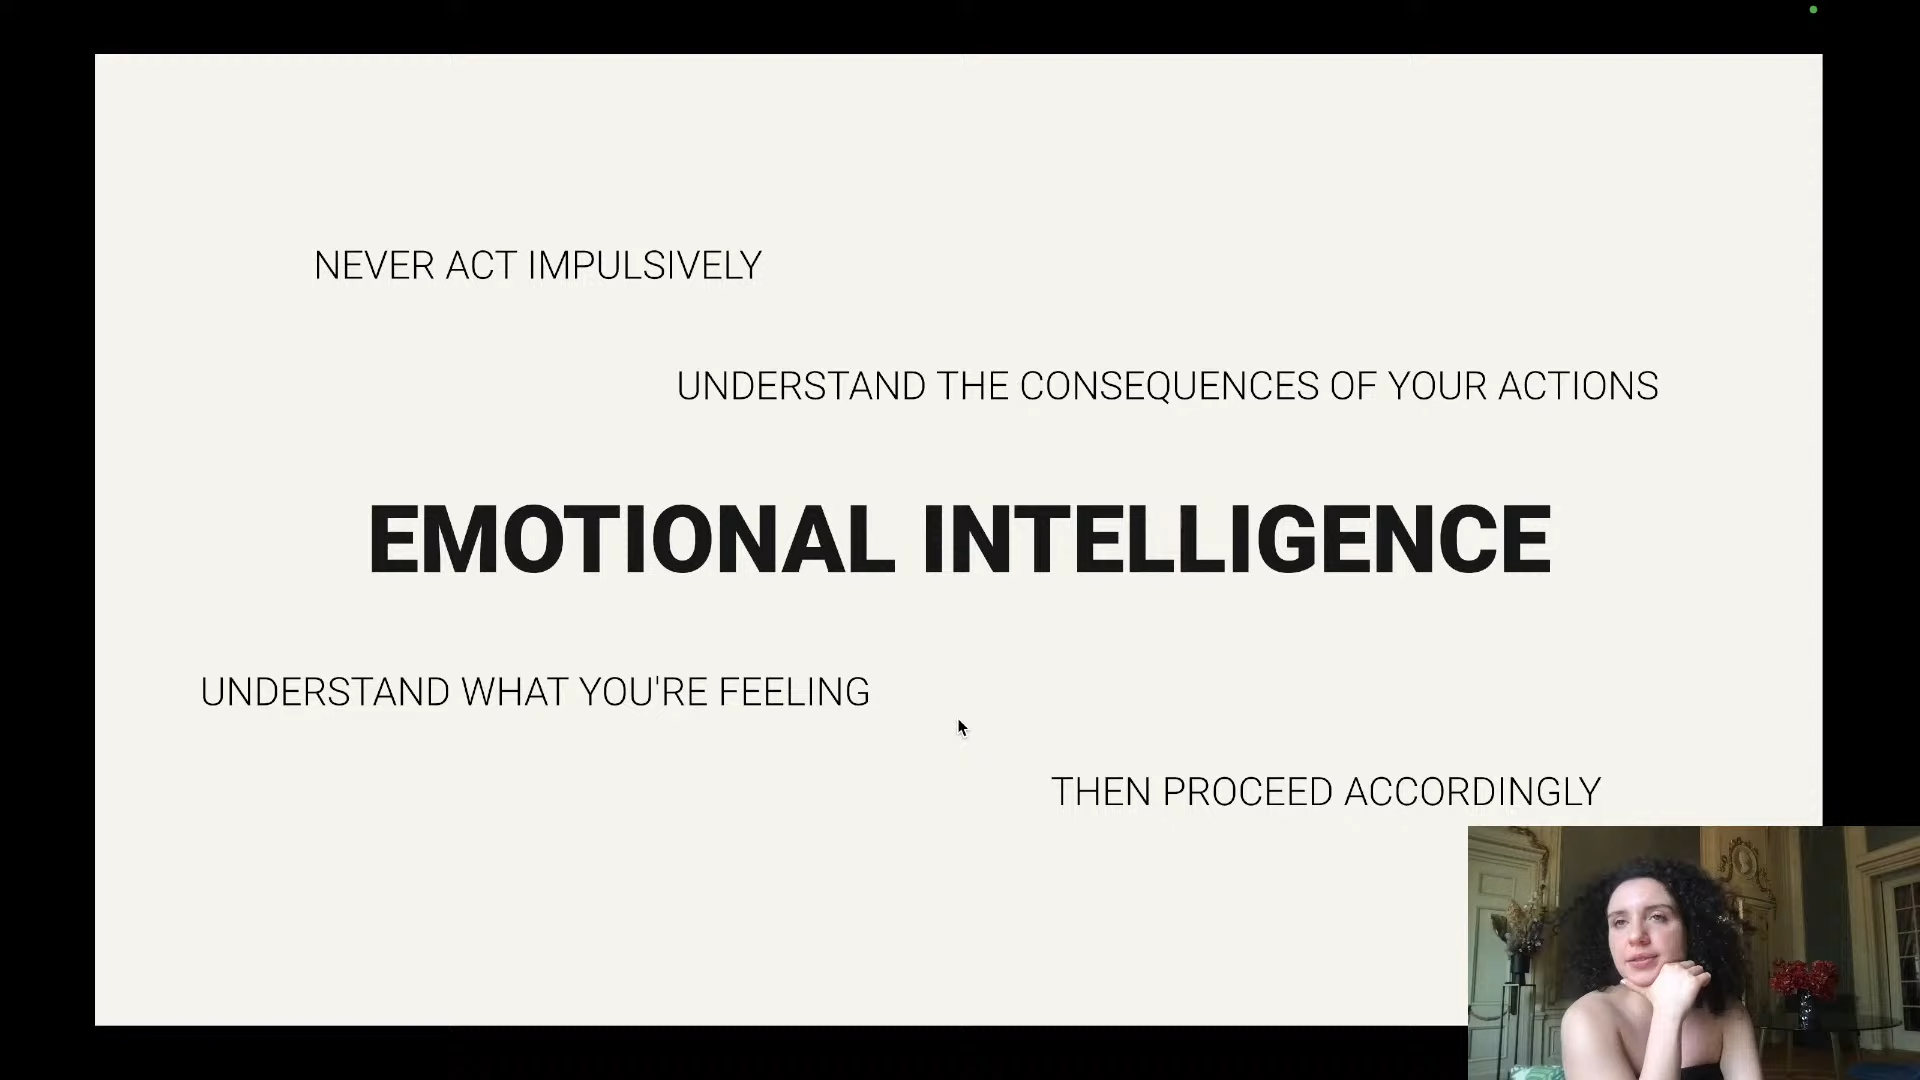 NEVER ACT IMPULSIVELY
UNDERSTAND THE CONSEQUENCES OF YOUR ACTIONS
EMOTIONAL INTELLIGENCE
UNDERSTAND WHAT YOU'RE FEELING
THEN PROCEED ACCORDINGLY